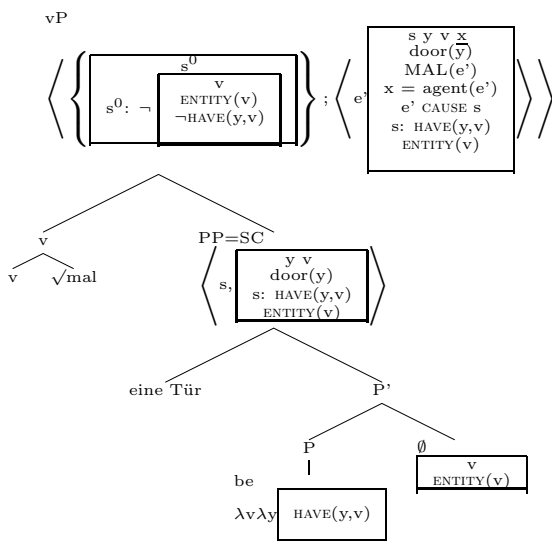 vP
⟨ { s⁰
s⁰: ¬
v
ENTITY(v)
¬HAVE(y,v) } ; ⟨ e'
s y v x
door(y)
MAL(e')
x = agent(e')
e' CAUSE s
s: HAVE(y,v)
ENTITY(v) ⟩ ⟩
v
PP=SC
v √mal
⟨ s,
y v
door(y)
s: HAVE(y,v)
ENTITY(v) ⟩
eine Tür P'
P ∅
v
ENTITY(v)
be
λvλy HAVE(y,v)